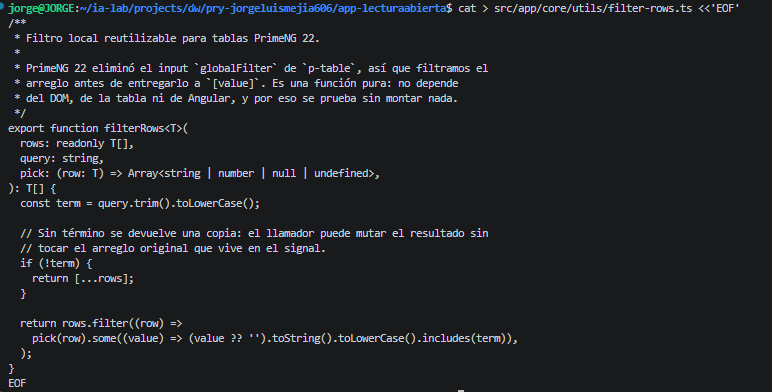 jorge@JORGE:~/ia-lab/projects/dw/pry-jorgeluismejia606/app-lecturaabierta$ cat > src/app/core/utils/filter-rows.ts <<'EOF'
/**
 * Filtro local reutilizable para tablas PrimeNG 22.
 *
 * PrimeNG 22 eliminó el input `globalFilter` de `p-table`, así que filtramos el
 * arreglo antes de entregarlo a `[value]`. Es una función pura: no depende
 * del DOM, de la tabla ni de Angular, y por eso se prueba sin montar nada.
 */
export function filterRows<T>(
  rows: readonly T[],
  query: string,
  pick: (row: T) => Array<string | number | null | undefined>,
): T[] {
  const term = query.trim().toLowerCase();

  // Sin término se devuelve una copia: el llamador puede mutar el resultado sin
  // tocar el arreglo original que vive en el signal.
  if (!term) {
    return [...rows];
  }

  return rows.filter((row) =>
    pick(row).some((value) => (value ?? '').toString().toLowerCase().includes(term)),
  );
}
EOF